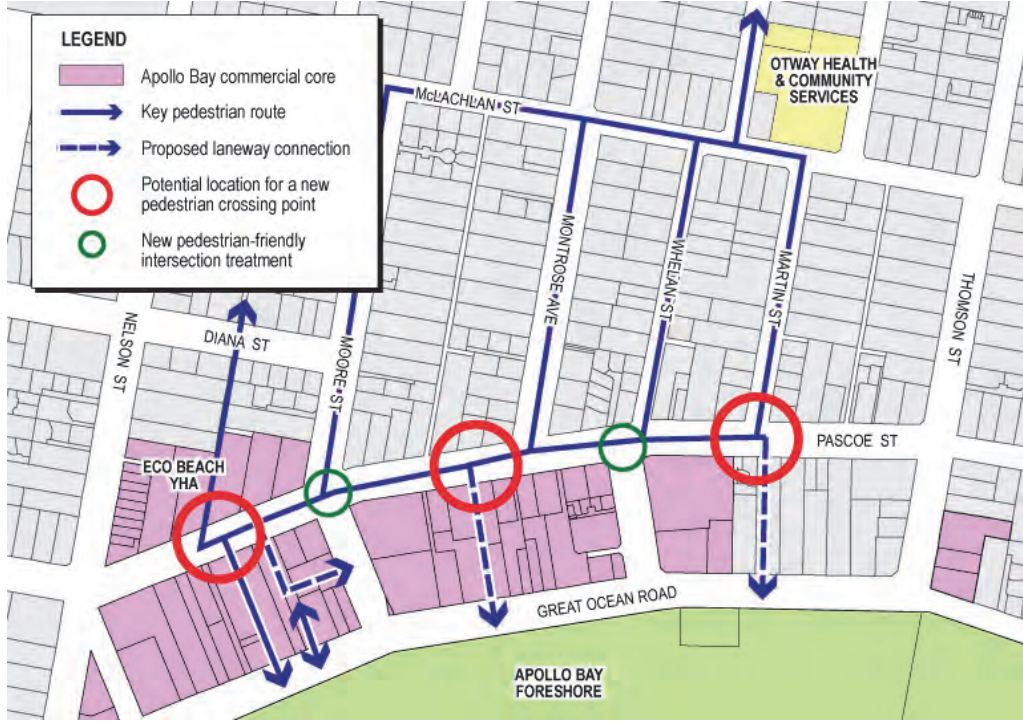 LEGEND
Apollo Bay commercial core
Key pedestrian route
Proposed laneway connection
Potential location for a new
pedestrian crossing point
New pedestrian-friendly
intersection treatment
OTWAY HEALTH
& COMMUNITY
SERVICES
McLACHLAN ST
MONTROSE AVE
WHELAN ST
MARTIN ST
THOMSON ST
NELSON ST
DIANA ST
MOORE ST
PASCOE ST
ECO BEACH
YHA
GREAT OCEAN ROAD
APOLLO BAY
FORESHORE